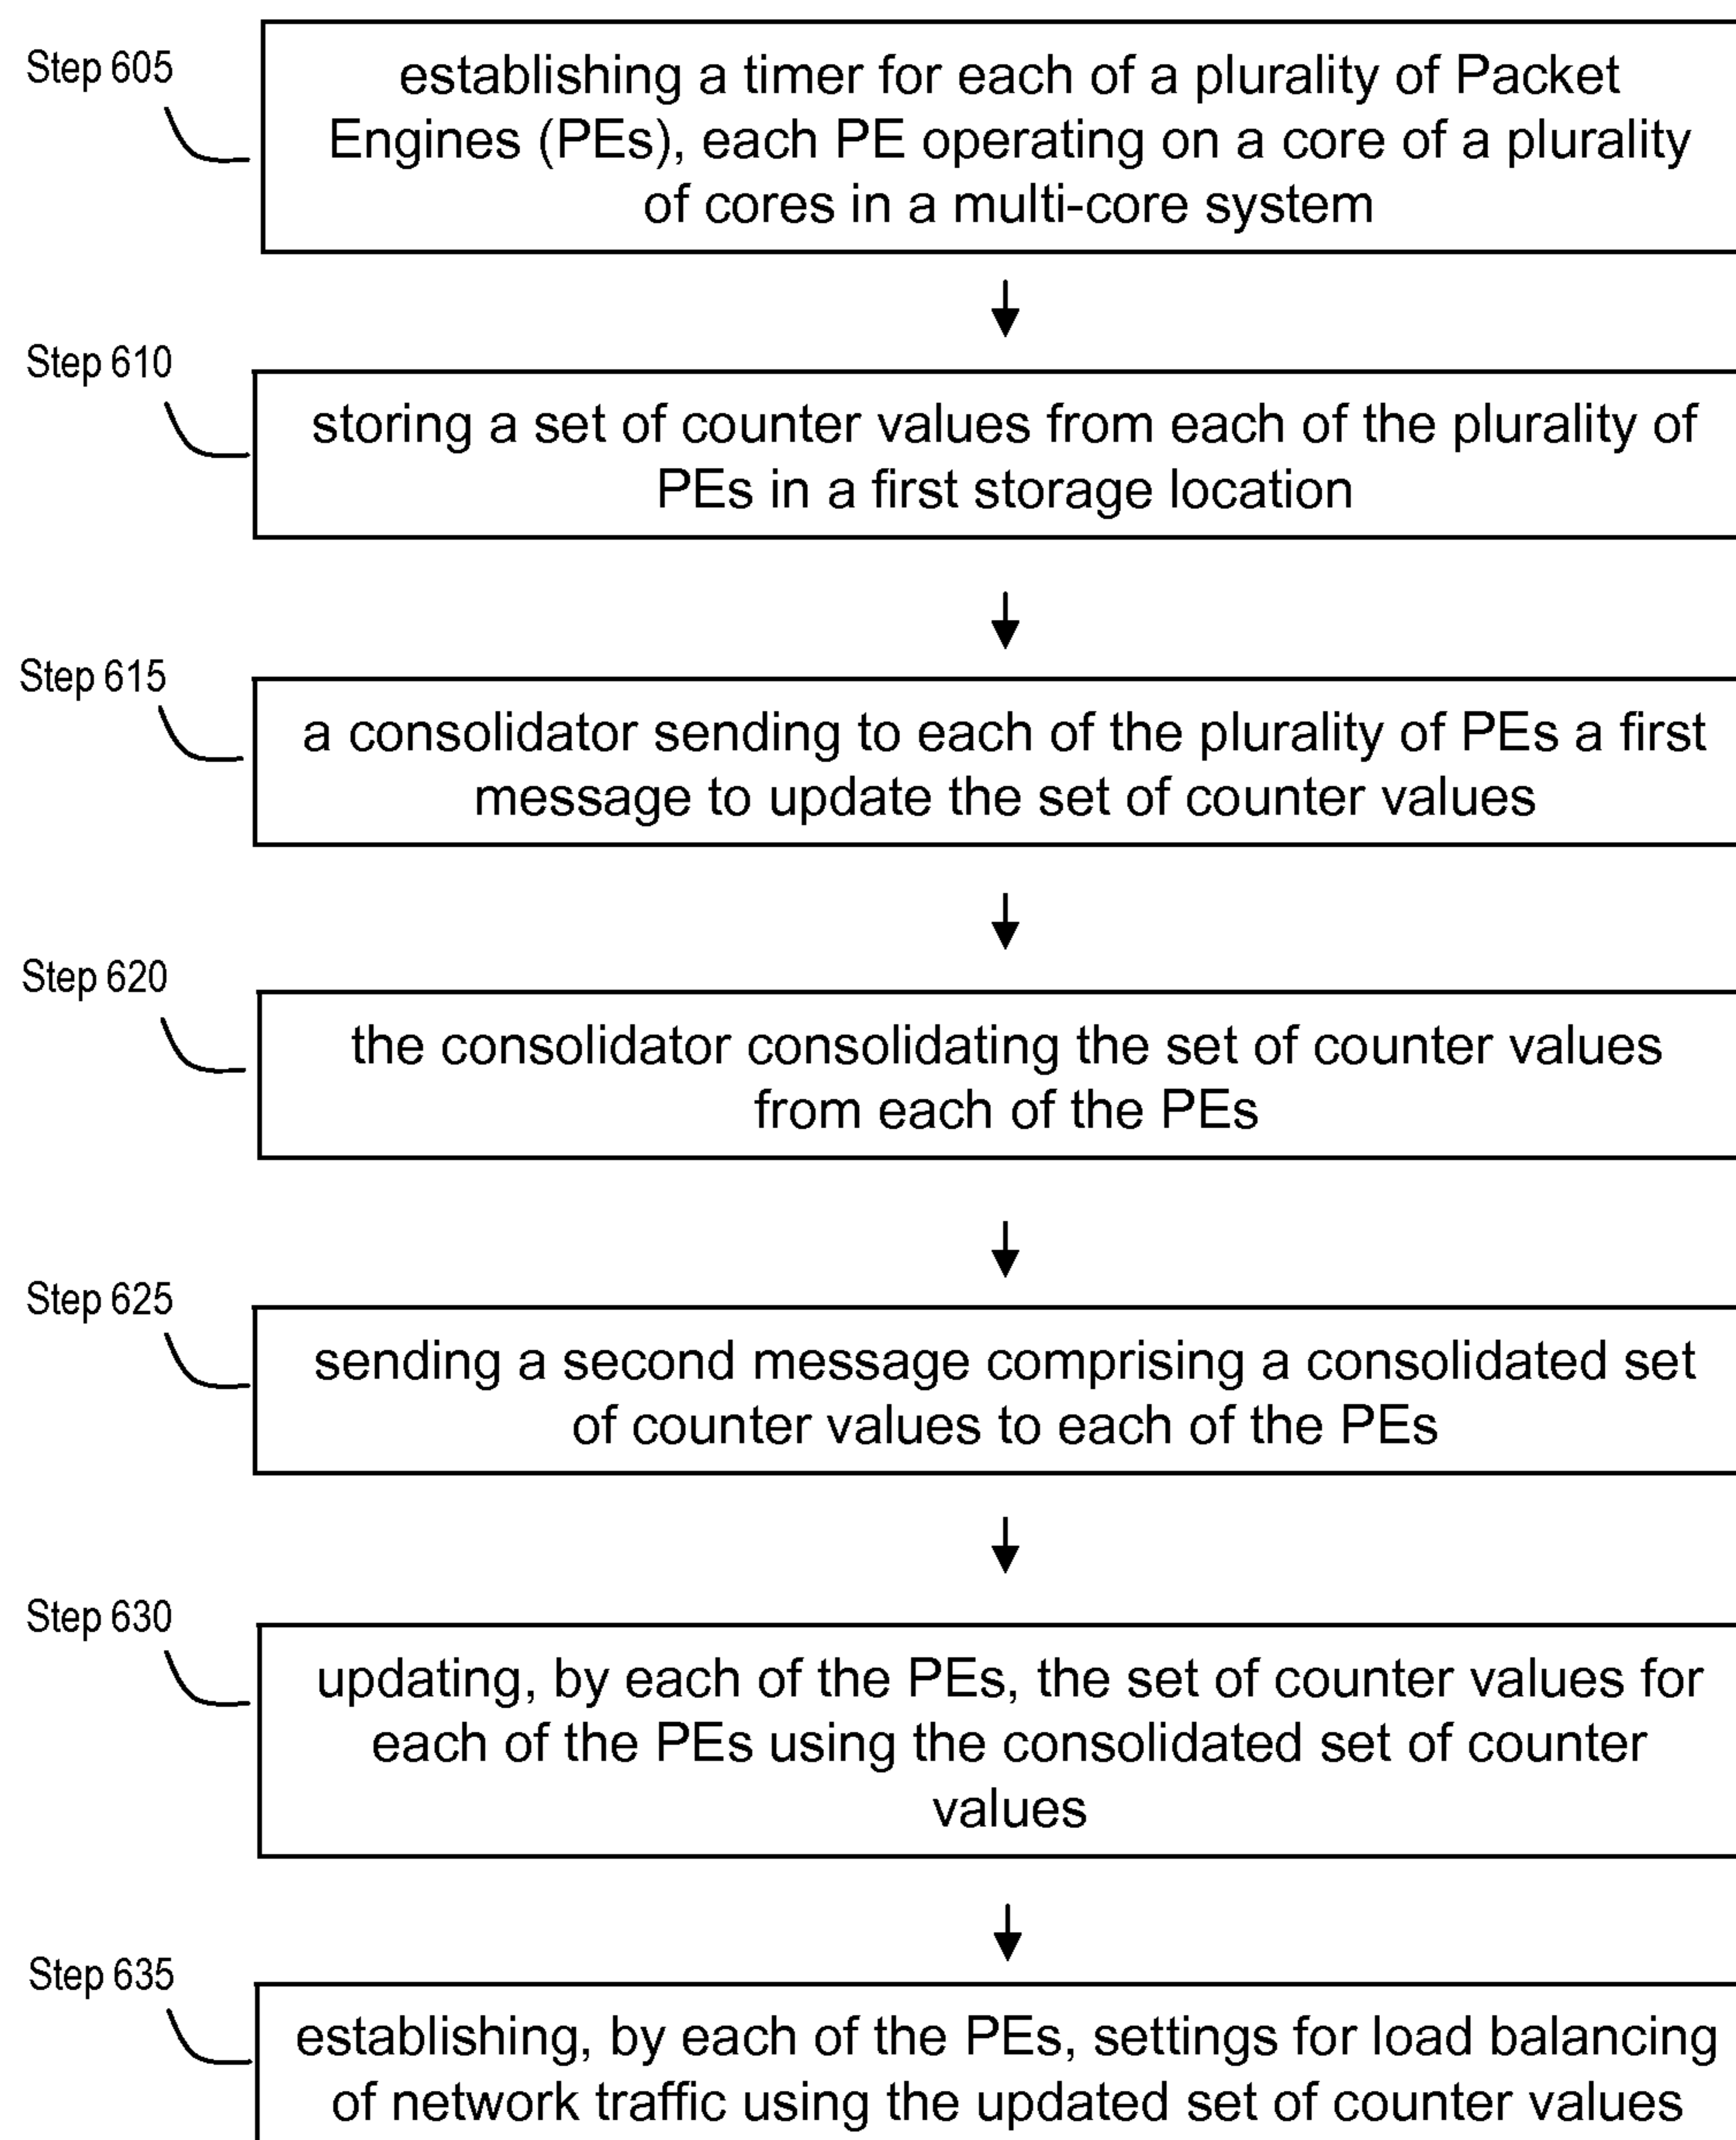 Step 605
establishing a timer for each of a plurality of Packet
Engines (PEs), each PE operating on a core of a plurality
of cores in a multi-core system
Step 610
storing a set of counter values from each of the plurality of
PEs in a first storage location
Step 615
a consolidator sending to each of the plurality of PEs a first
message to update the set of counter values
Step 620
the consolidator consolidating the set of counter values
from each of the PEs
Step 625
sending a second message comprising a consolidated set
of counter values to each of the PEs
Step 630
updating, by each of the PEs, the set of counter values for
each of the PEs using the consolidated set of counter
values
Step 635
establishing, by each of the PEs, settings for load balancing
of network traffic using the updated set of counter values